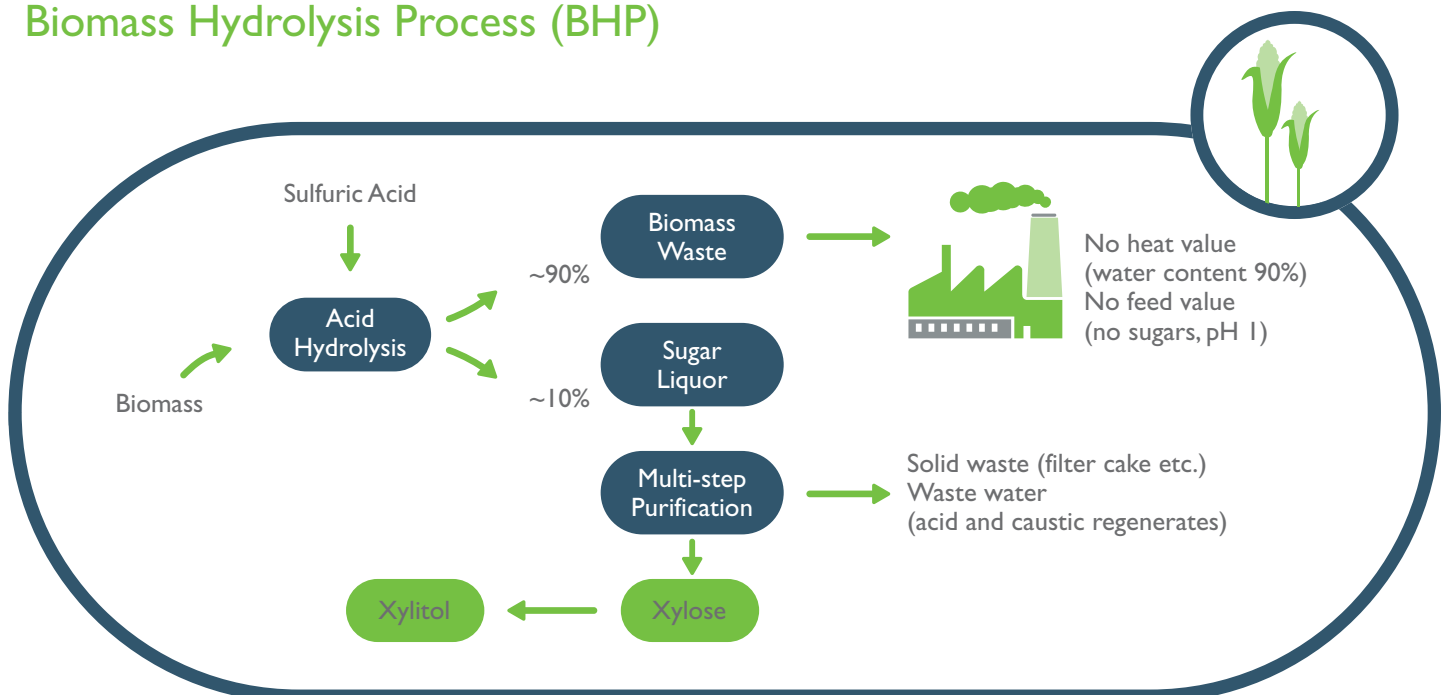 Biomass Hydrolysis Process (BHP)
Sulfuric Acid
Biomass
Acid
Hydrolysis
~90%
Biomass
Waste
No heat value
(water content 90%)
No feed value
(no sugars, pH 1)
~10%
Sugar
Liquor
Multi-step
Purification
Solid waste (filter cake etc.)
Waste water
(acid and caustic regenerates)
Xylose
Xylitol